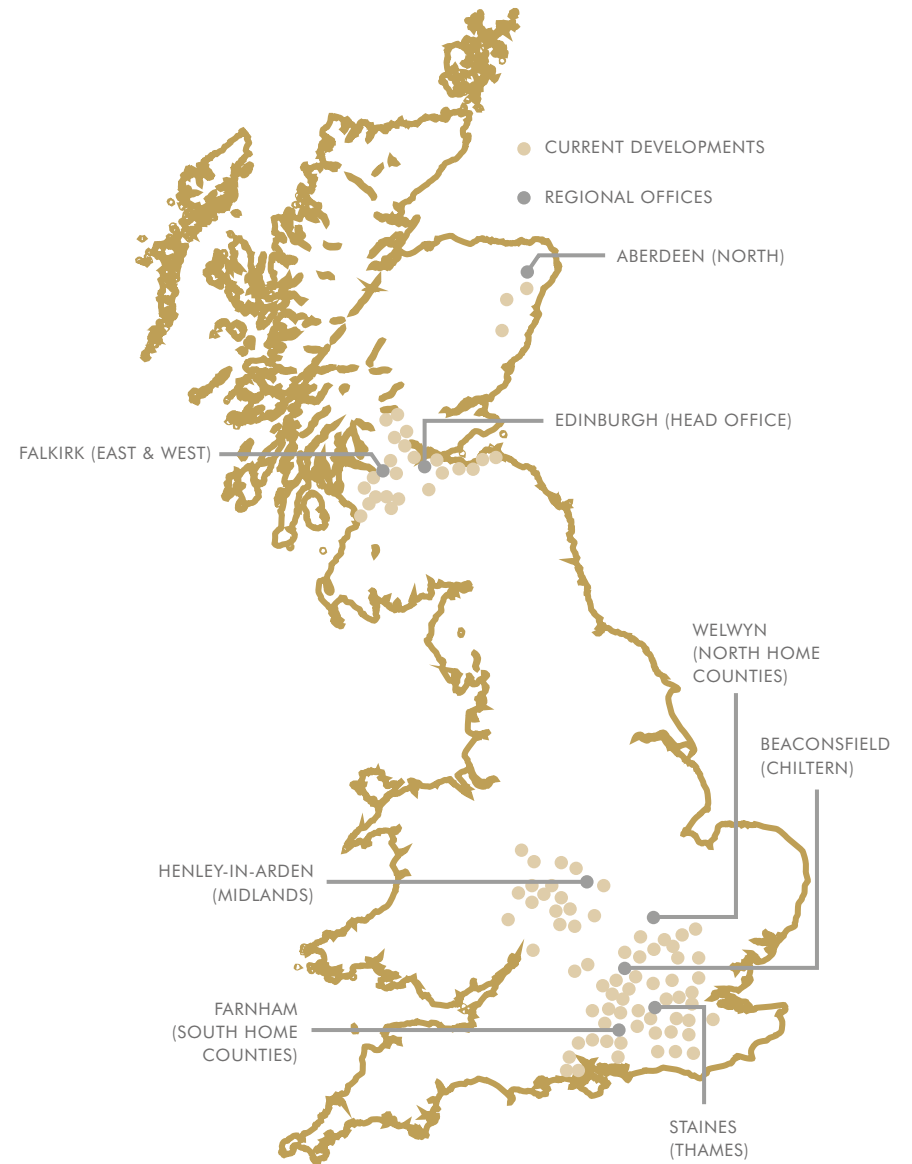 CURRENT DEVELOPMENTS
REGIONAL OFFICES
ABERDEEN (NORTH)
EDINBURGH (HEAD OFFICE)
FALKIRK (EAST & WEST)
WELWYN
(NORTH HOME
COUNTIES)
BEACONSFIELD
(CHILTERN)
HENLEY-IN-ARDEN
(MIDLANDS)
FARNHAM
(SOUTH HOME
COUNTIES)
STAINES
(THAMES)